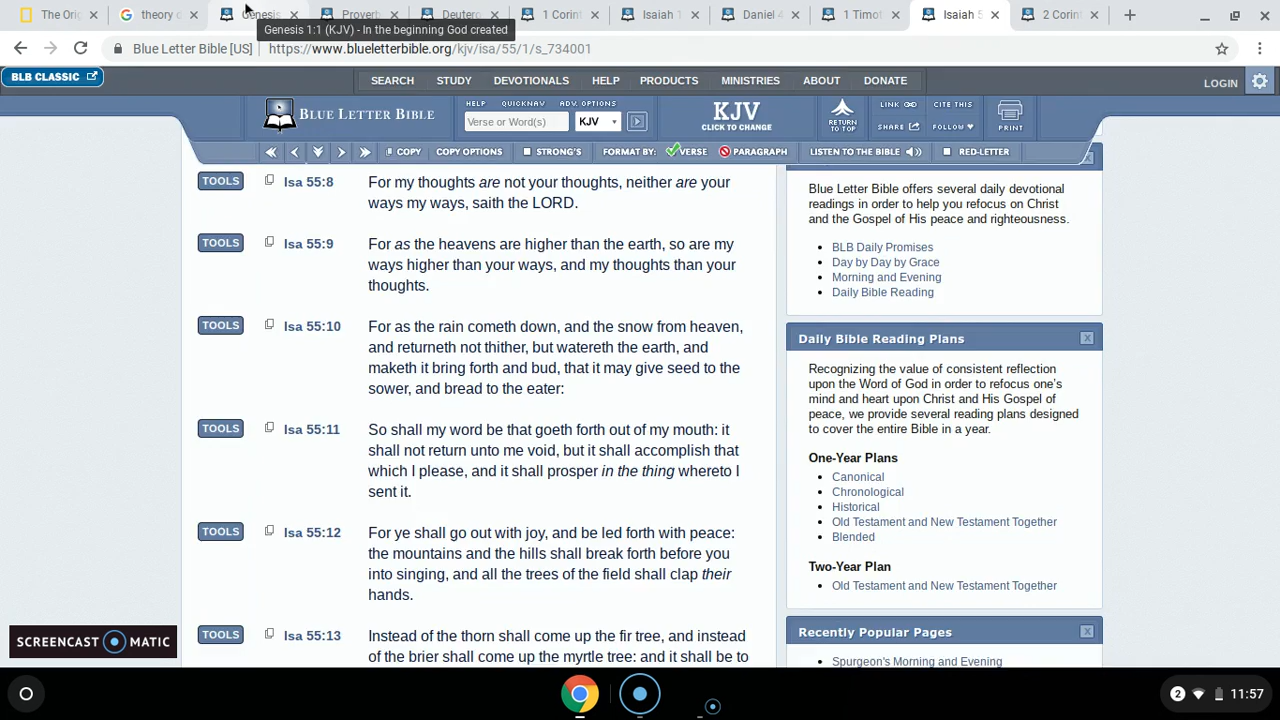 The Orig
theory o
Genesis
Proverb
Deutero
1 Corint
Isaiah 1
Daniel 4
1 Timot
Isaiah 5
2 Corint
Genesis 1:1 (KJV) - In the beginning God created
Blue Letter Bible [US] https://www.blueletterbible.org/kjv/isa/55/1/s_734001
BLB CLASSIC
SEARCH STUDY DEVOTIONALS HELP PRODUCTS MINISTRIES ABOUT DONATE
LOGIN
BLUE LETTER BIBLE
HELP QUICKNAV ADV. OPTIONS
Verse or Word(s) KJV
KJV
CLICK TO CHANGE
RETURN
TO TOP
LINK CITE THIS
SHARE FOLLOW
PRINT
COPY COPY OPTIONS STRONG'S FORMAT BY: VERSE PARAGRAPH LISTEN TO THE BIBLE RED-LETTER
TOOLS Isa 55:8 For my thoughts are not your thoughts, neither are your
ways my ways, saith the LORD.
TOOLS Isa 55:9 For as the heavens are higher than the earth, so are my
ways higher than your ways, and my thoughts than your
thoughts.
TOOLS Isa 55:10 For as the rain cometh down, and the snow from heaven,
and returneth not thither, but watereth the earth, and
maketh it bring forth and bud, that it may give seed to the
sower, and bread to the eater:
TOOLS Isa 55:11 So shall my word be that goeth forth out of my mouth: it
shall not return unto me void, but it shall accomplish that
which I please, and it shall prosper in the thing whereto I
sent it.
TOOLS Isa 55:12 For ye shall go out with joy, and be led forth with peace:
the mountains and the hills shall break forth before you
into singing, and all the trees of the field shall clap their
hands.
TOOLS Isa 55:13 Instead of the thorn shall come up the fir tree, and instead
of the brier shall come up the myrtle tree: and it shall be to
Blue Letter Bible offers several daily devotional
readings in order to help you refocus on Christ
and the Gospel of His peace and righteousness.
BLB Daily Promises
Day by Day by Grace
Morning and Evening
Daily Bible Reading
Daily Bible Reading Plans
Recognizing the value of consistent reflection
upon the Word of God in order to refocus one's
mind and heart upon Christ and His Gospel of
peace, we provide several reading plans designed
to cover the entire Bible in a year.
One-Year Plans
Canonical
Chronological
Historical
Old Testament and New Testament Together
Blended
Two-Year Plan
Old Testament and New Testament Together
Recently Popular Pages
Spurgeon's Morning and Evening
SCREENCAST MATIC
2 11:57